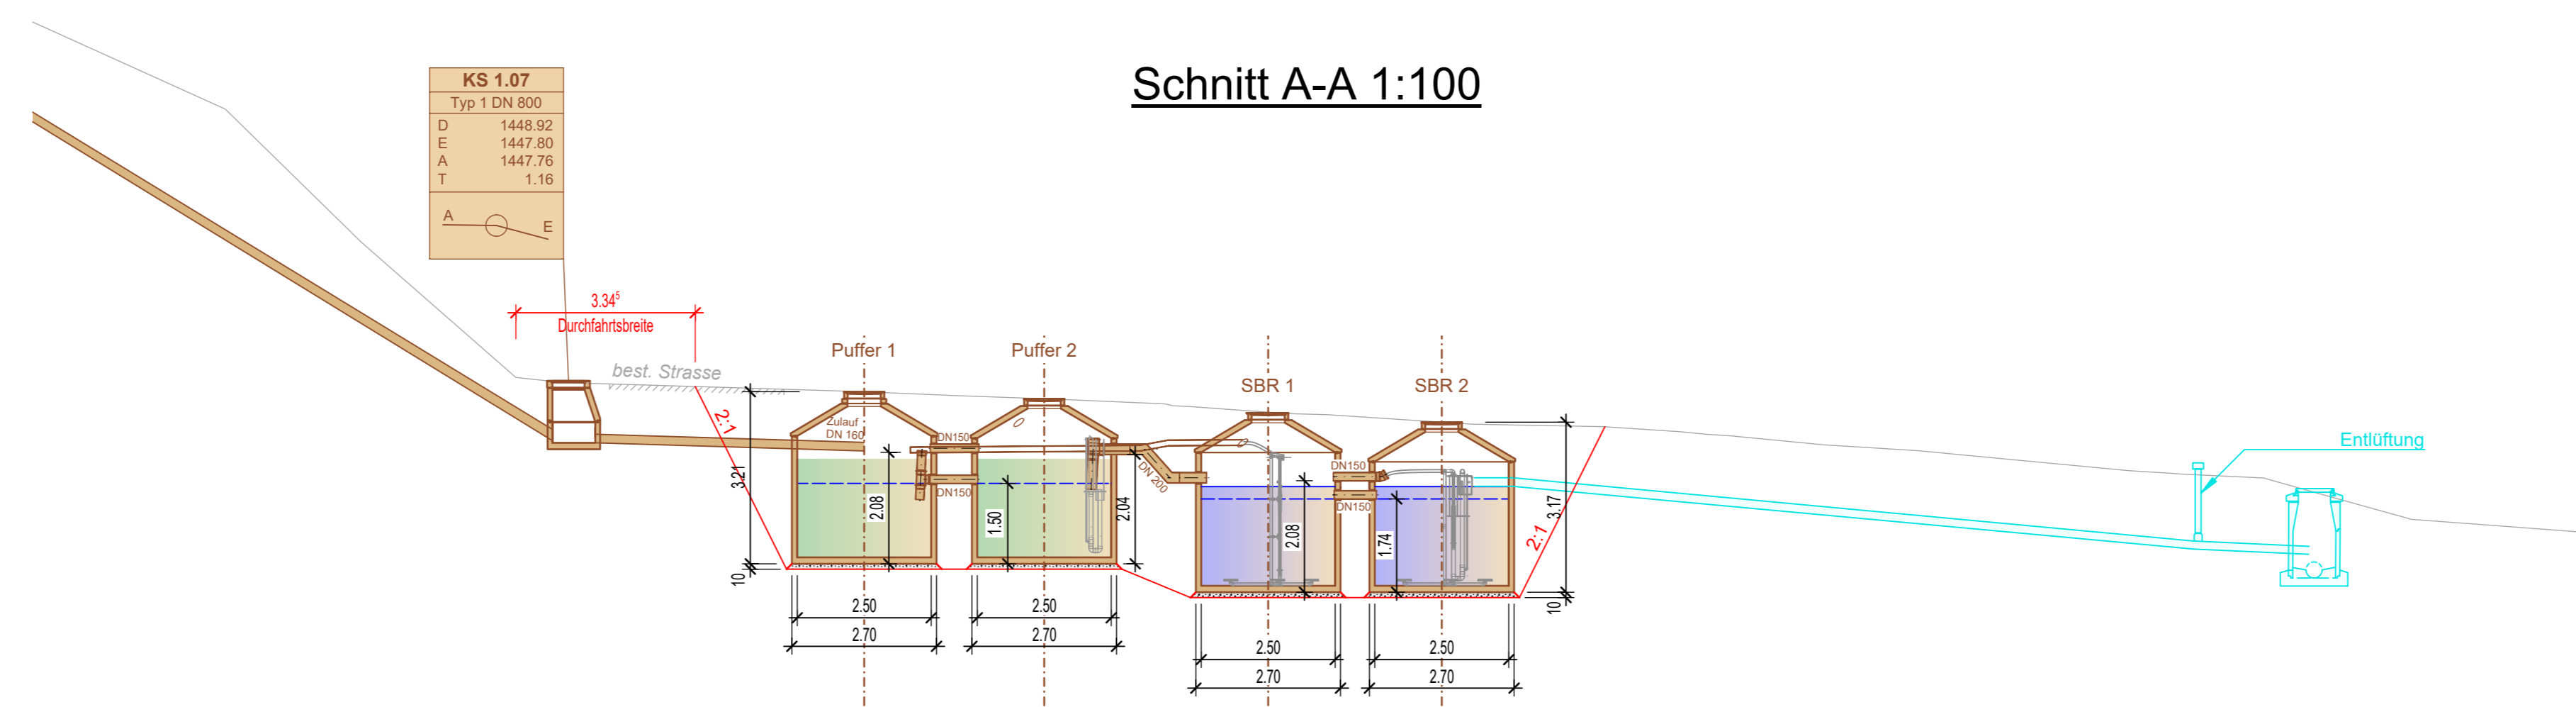 Schnitt A-A 1:100
KS 1.07
Typ 1 DN 800
D 1448.92
E 1447.80
A 1447.76
T 1.16
A E
3.34⁵
Durchfahrtsbreite
best. Strasse
Puffer 1
Puffer 2
SBR 1
SBR 2
Entlüftung
2:1
3.21
10
Zulauf
DN 160
DN150
DN150
2.08
1.50
2.04
DN 200
DN150
DN150
2.08
1.74
2:1
3.17
10
2.50
2.70
2.50
2.70
2.50
2.70
2.50
2.70